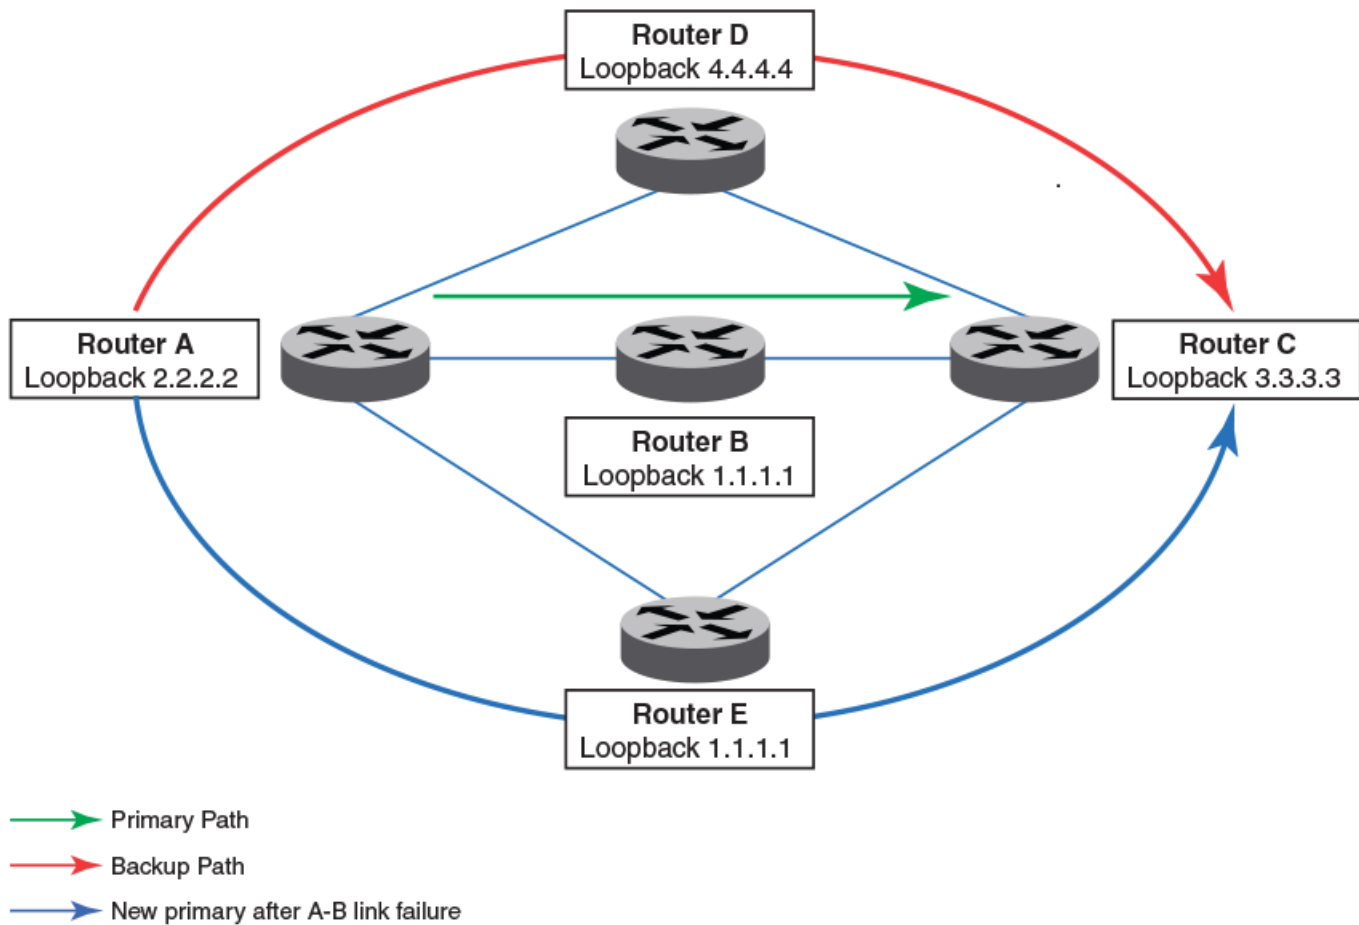 Router D
Loopback 4.4.4.4
Router A
Loopback 2.2.2.2
Router C
Loopback 3.3.3.3
Router B
Loopback 1.1.1.1
Router E
Loopback 1.1.1.1
Primary Path
Backup Path
New primary after A-B link failure